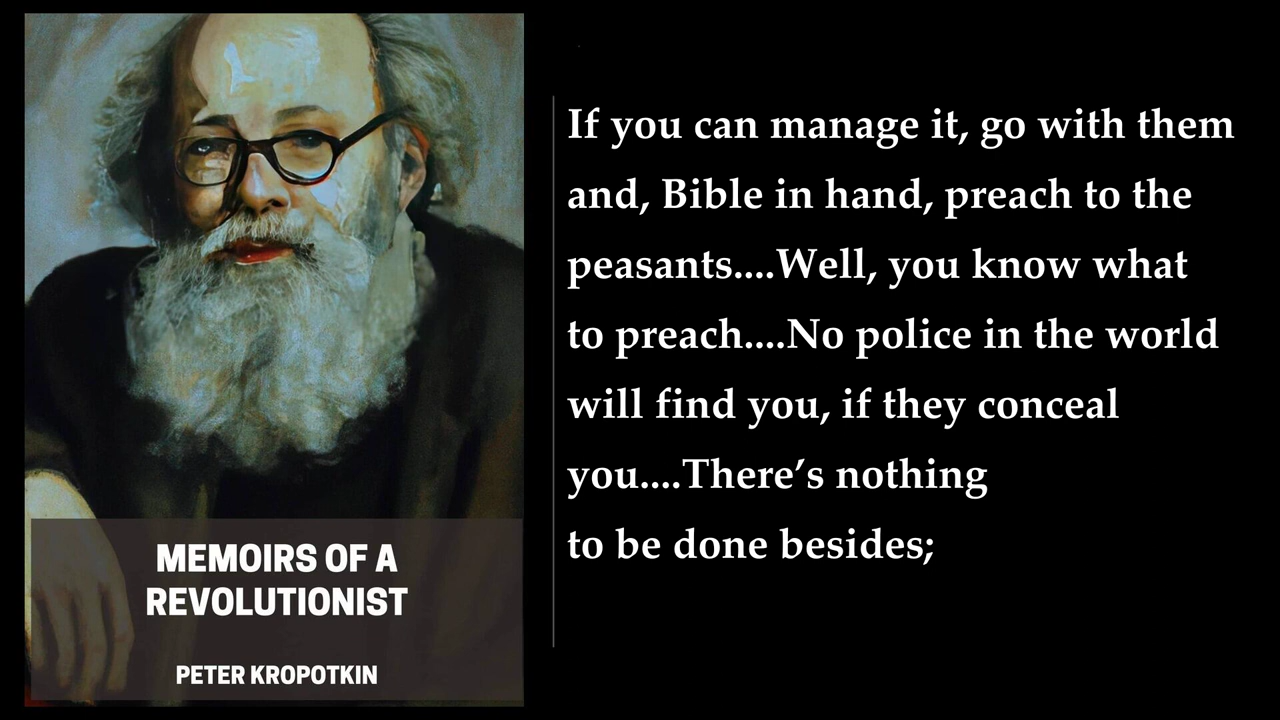 If you can manage it, go with them
and, Bible in hand, preach to the
peasants....Well, you know what
to preach....No police in the world
will find you, if they conceal
you....There’s nothing
to be done besides;
MEMOIRS OF A
REVOLUTIONIST
PETER KROPOTKIN